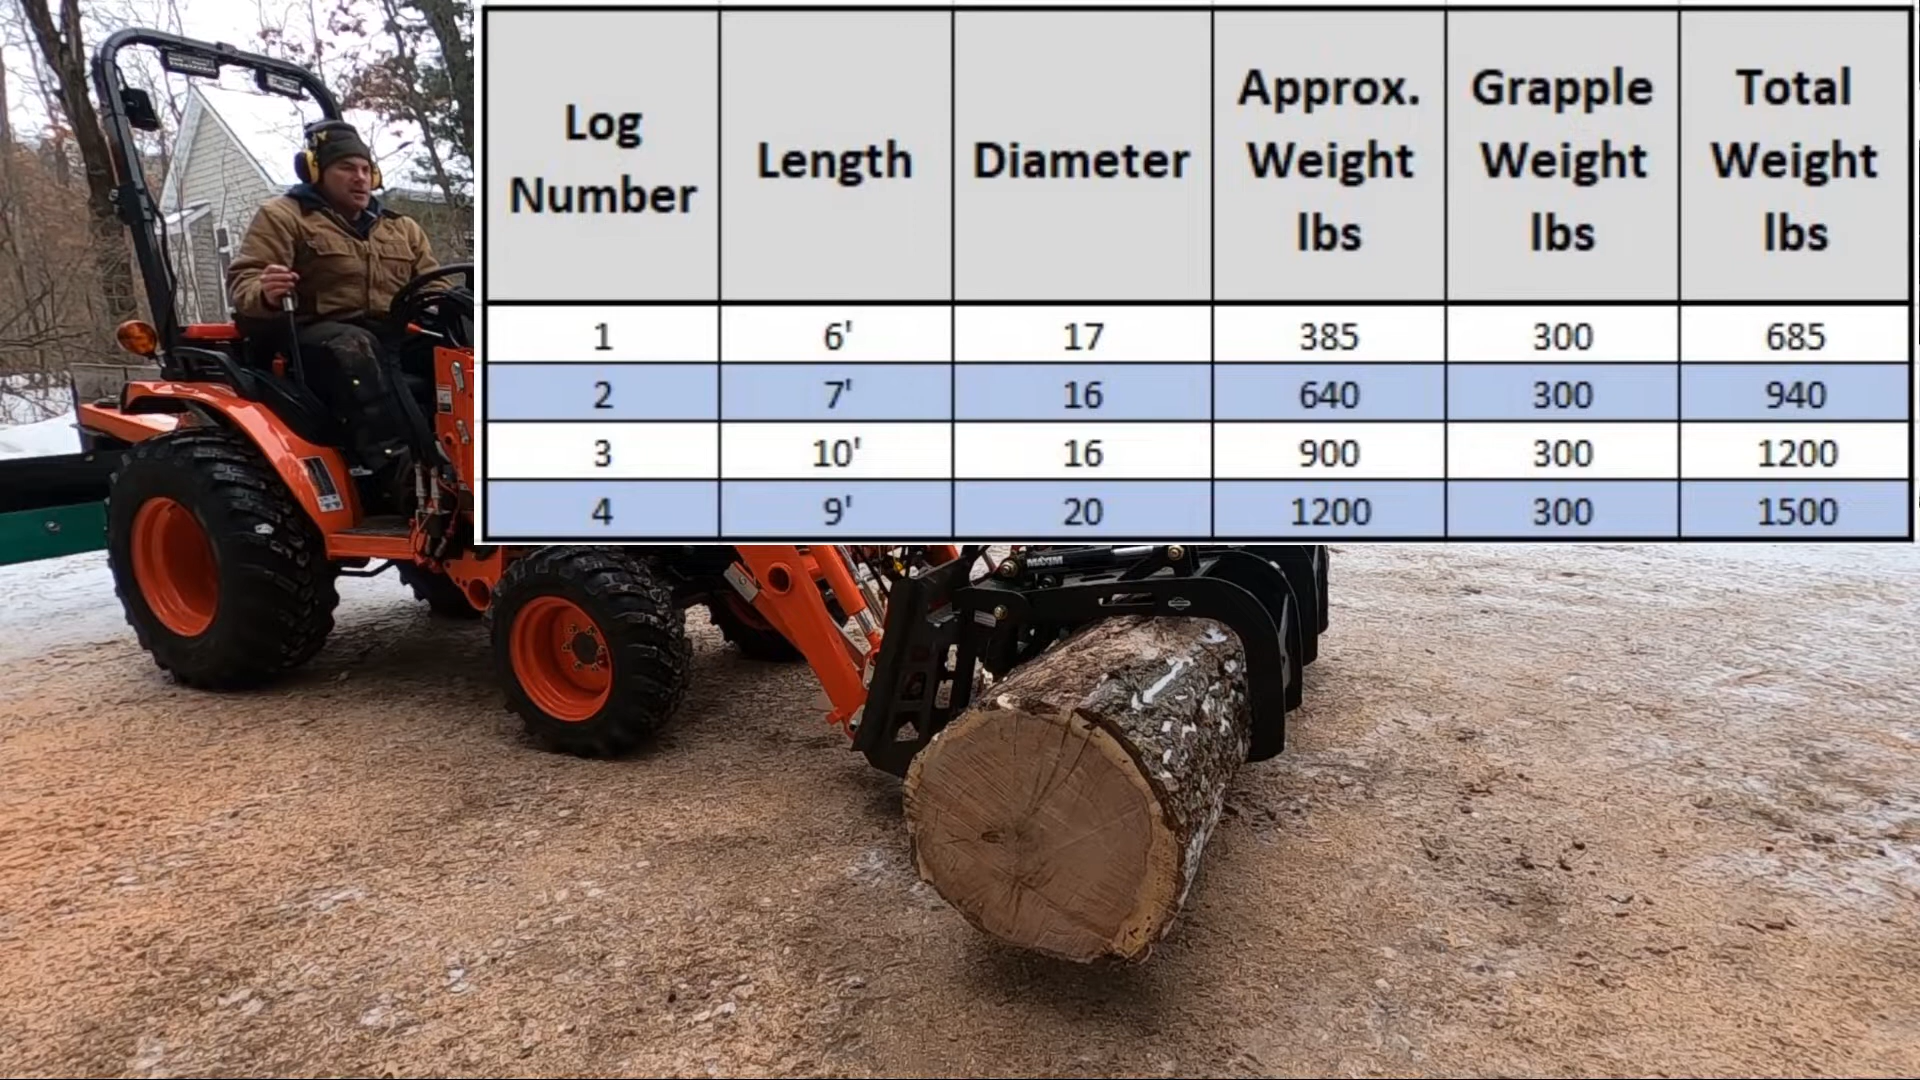 Log Number Length Diameter Approx. Weight lbs Grapple Weight lbs Total Weight lbs
1 6' 17 385 300 685
2 7' 16 640 300 940
3 10' 16 900 300 1200
4 9' 20 1200 300 1500
MAXIM